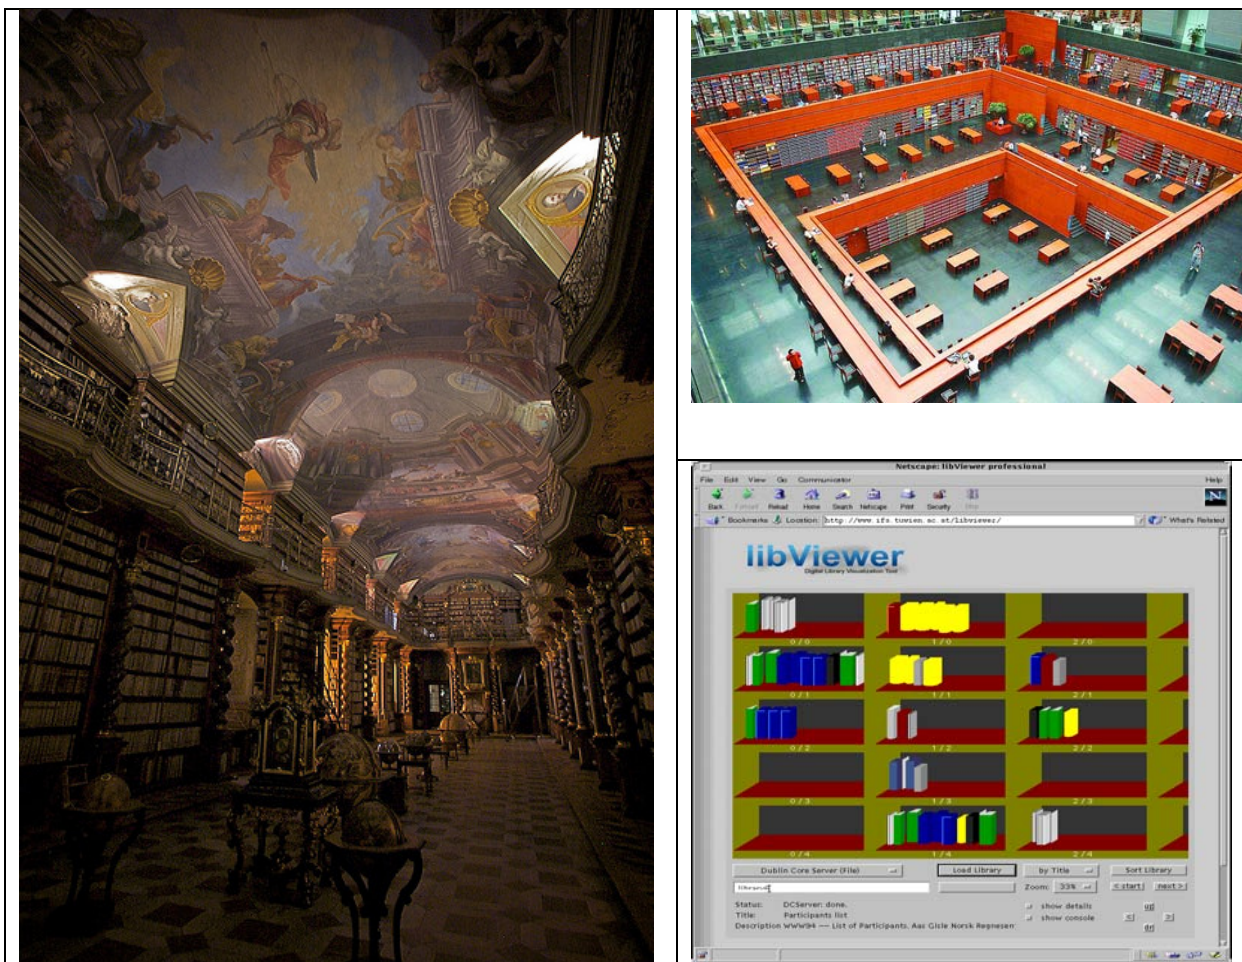 Netscape: libViewer professional
File Edit View Go Communicator Help
Back Reload Home Search Netscape Print Security
Bookmarks Location: http://www.ifs.tuwien.ac.at/libviewer/ What's Related
libViewer
Digital Library Visualization Tool
0/0 1/0 2/0
0/1 1/1 2/1
0/2 1/2 2/2
0/3 1/3 2/3
0/4 1/4 2/4
Dublin Core Server (File) Load Library by Title Sort Library
Zoom: 33% < start next >
Status: DCServer: done. show details up
Title: Participants list show console < >
Description WWW94 -- List of Participants. Aas Gisle Norsk Regnesen